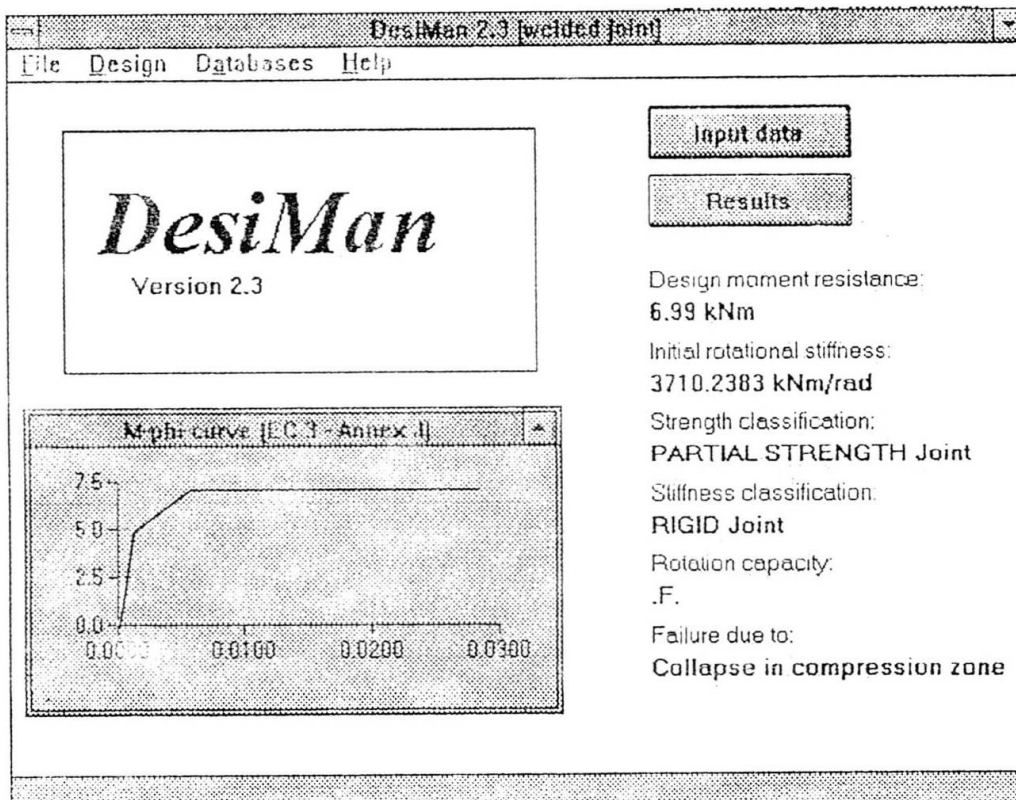 DesiMan 2.3 [welded joint]
File Design Databases Help
DesiMan
Version 2.3
Input data
Results
Design moment resistance:
6.99 kNm
Initial rotational stiffness:
3710.2383 kNm/rad
Strength classification:
PARTIAL STRENGTH Joint
Stiffness classification:
RIGID Joint
Rotation capacity:
.F.
Failure due to:
Collapse in compression zone
M-phi curve [EC 3 - Annex J]
7.5
5.0
2.5
0.0
0.0000 0.0100 0.0200 0.0300